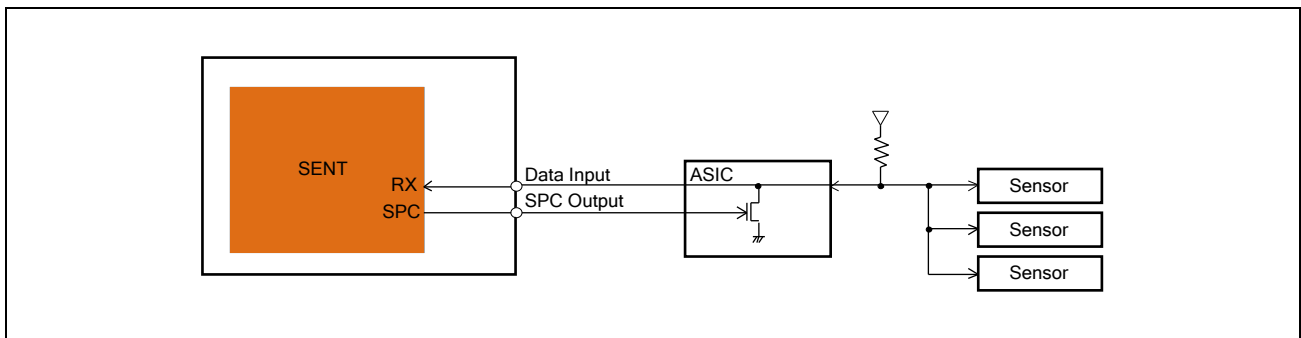 SENT
RX
SPC
Data Input
SPC Output
ASIC
Sensor
Sensor
Sensor